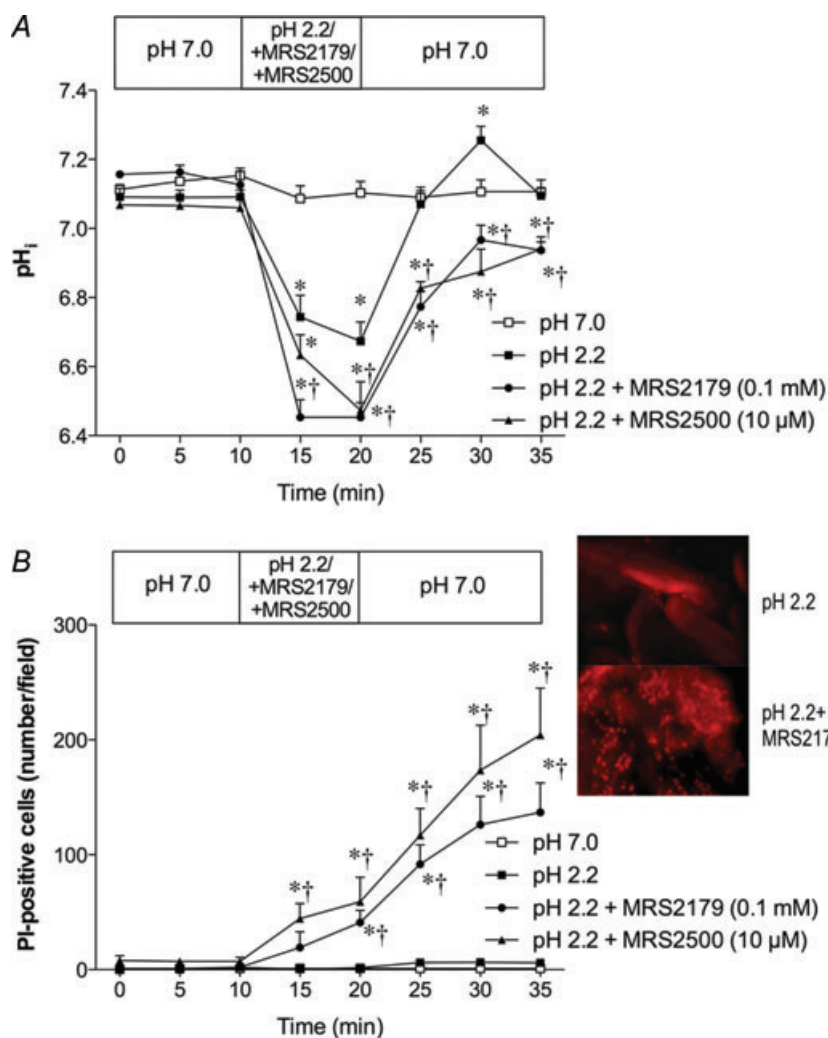 A
pH 7.0
pH 2.2/
+MRS2179/
+MRS2500
pH 7.0
7.4
7.2
7.0
6.8
6.6
6.4
pHi
* * * * *† *† *† *† *† *† *† *† *†
pH 7.0
pH 2.2
pH 2.2 + MRS2179 (0.1 mM)
pH 2.2 + MRS2500 (10 µM)
0 5 10 15 20 25 30 35
Time (min)
B
pH 7.0
pH 2.2/
+MRS2179/
+MRS2500
pH 7.0
pH 2.2
pH 2.2+
MRS217
300
200
100
0
PI-positive cells (number/field)
*† *† *† *† *† *† *† *† *†
pH 7.0
pH 2.2
pH 2.2 + MRS2179 (0.1 mM)
pH 2.2 + MRS2500 (10 µM)
0 5 10 15 20 25 30 35
Time (min)